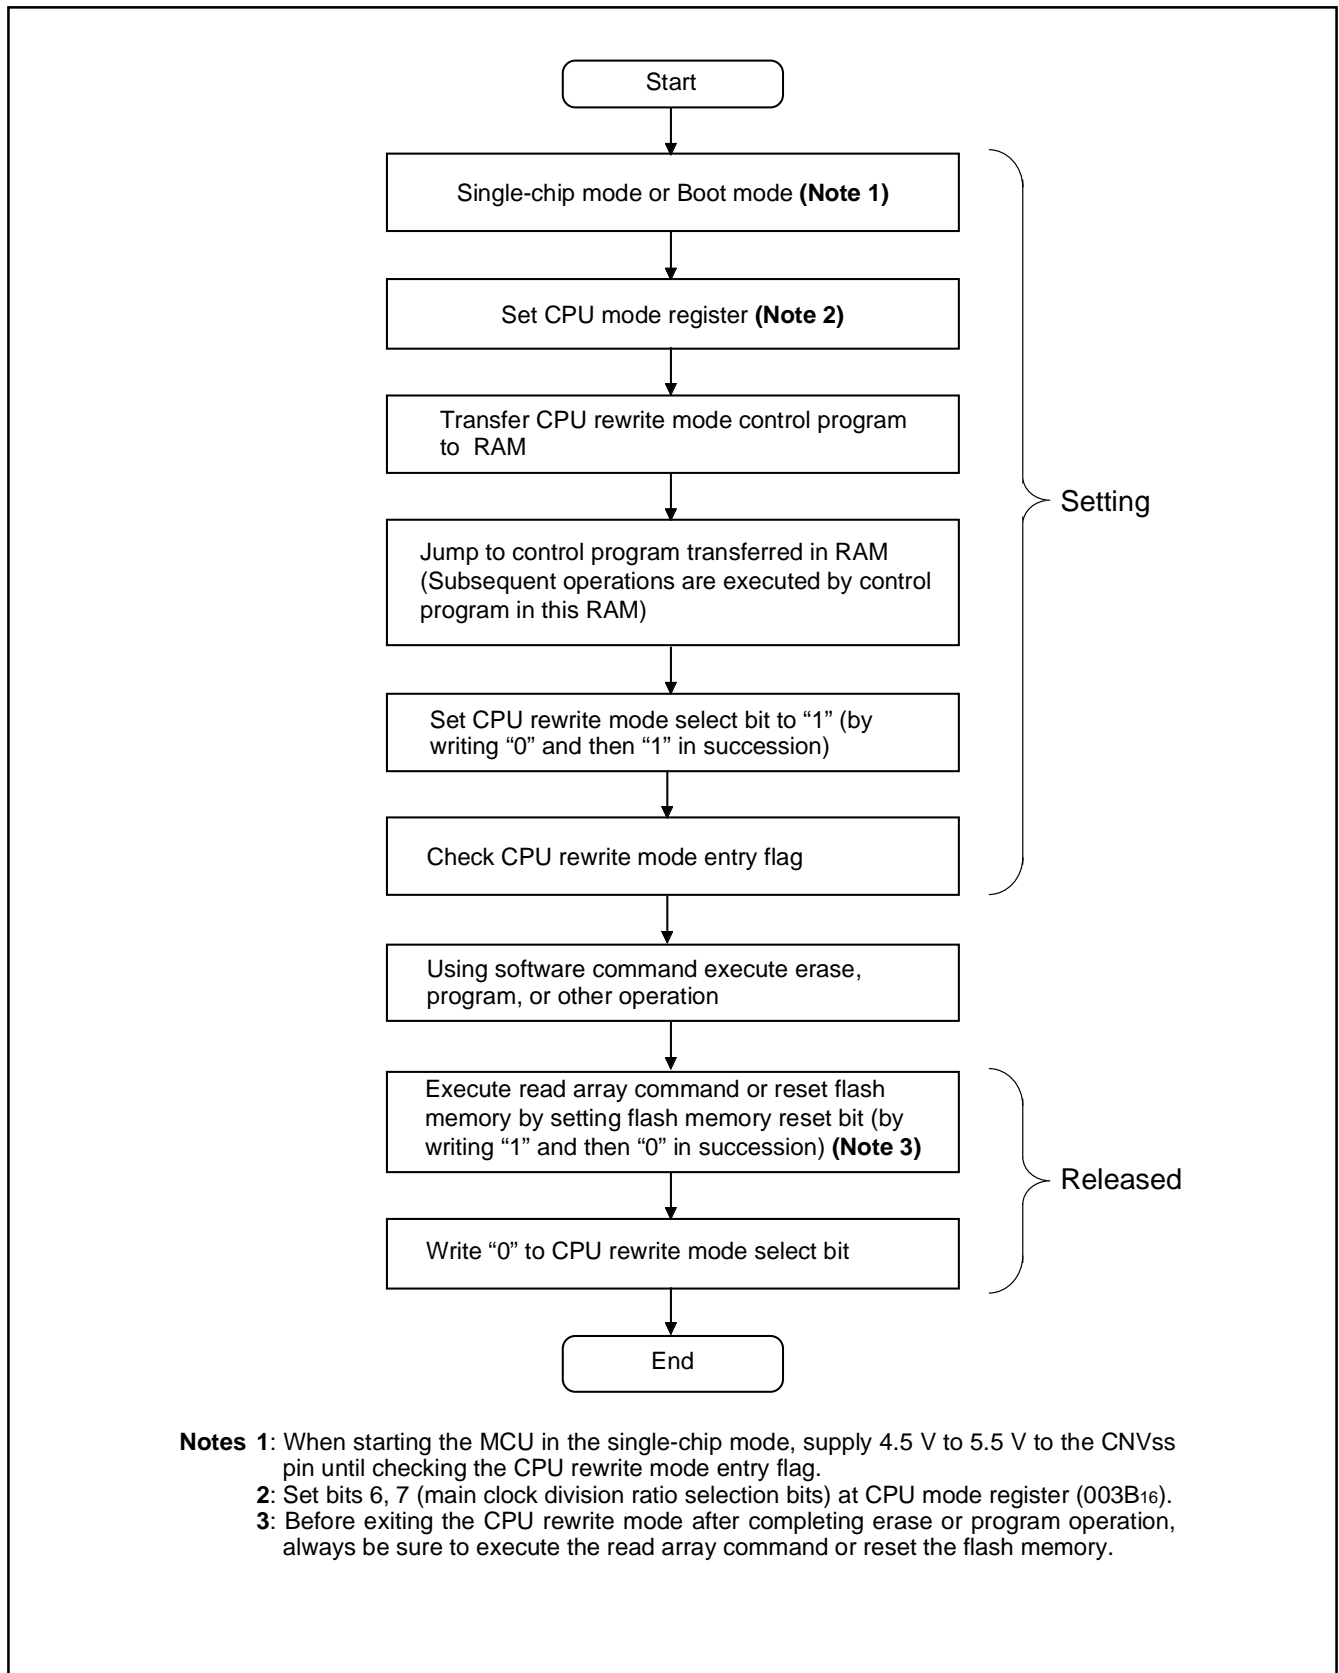 Start
Single-chip mode or Boot mode (Note 1)
Set CPU mode register (Note 2)
Transfer CPU rewrite mode control program
to RAM
Jump to control program transferred in RAM
(Subsequent operations are executed by control
program in this RAM)
Set CPU rewrite mode select bit to “1” (by
writing “0” and then “1” in succession)
Check CPU rewrite mode entry flag
Setting
Using software command execute erase,
program, or other operation
Execute read array command or reset flash
memory by setting flash memory reset bit (by
writing “1” and then “0” in succession) (Note 3)
Write “0” to CPU rewrite mode select bit
Released
End
Notes 1: When starting the MCU in the single-chip mode, supply 4.5 V to 5.5 V to the CNVss
pin until checking the CPU rewrite mode entry flag.
2: Set bits 6, 7 (main clock division ratio selection bits) at CPU mode register (003B16).
3: Before exiting the CPU rewrite mode after completing erase or program operation,
always be sure to execute the read array command or reset the flash memory.